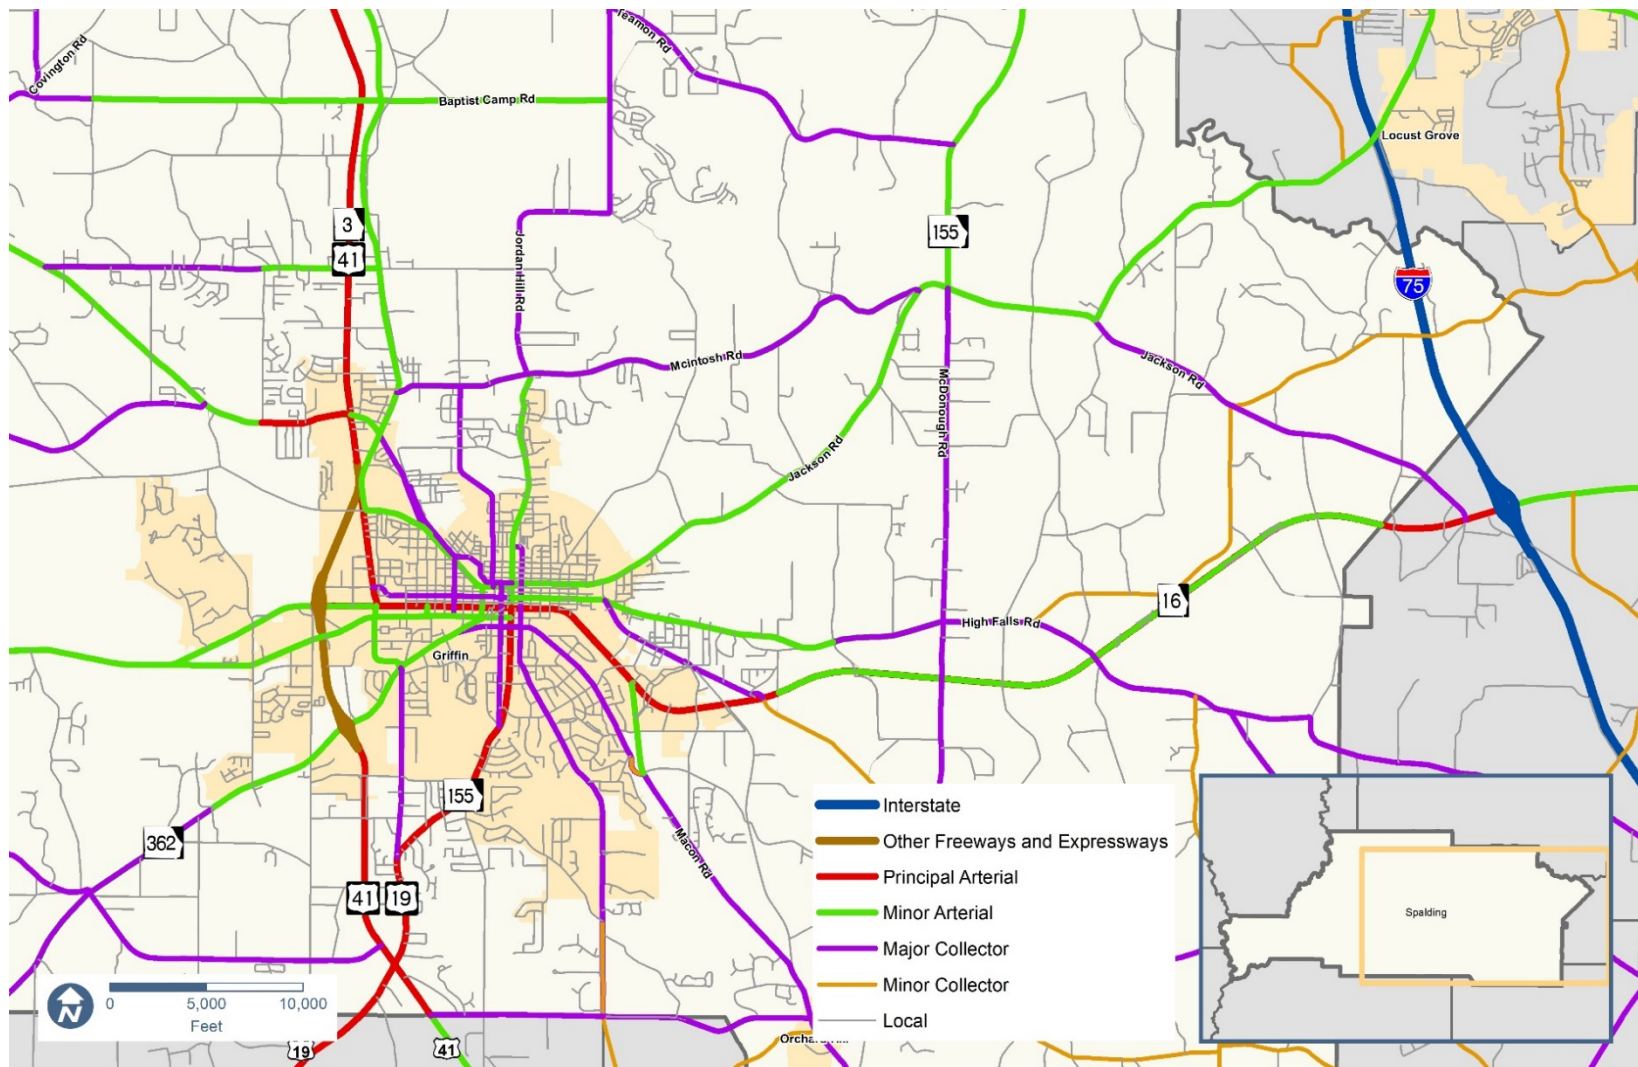 Teamon Rd
Covington Rd
Baptist Camp Rd
Locust Grove
3
155
41
Jordan Hill Rd
75
Mcintosh Rd
Jackson Rd
McDonough Rd
Jackson Rd
16
High Falls Rd
Griffin
155
Interstate
362
Other Freeways and Expressways
Macon Rd
Principal Arterial
41
19
Minor Arterial
Spalding
Major Collector
N
0
5,000
10,000
Feet
Minor Collector
Local
19
41